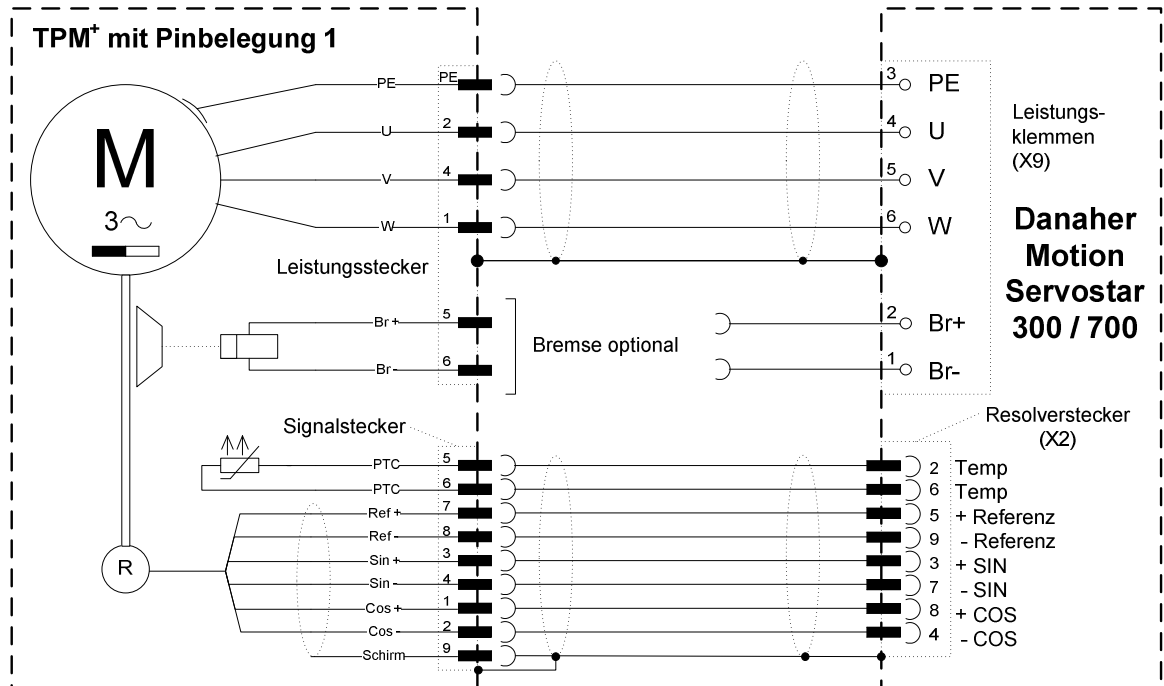 TPM+ mit Pinbelegung 1
M
3
PE PE 3 PE
U 2 4 U
V 4 5 V
W 1 6 W
Leistungs-
klemmen
(X9)
Danaher
Motion
Servostar
300 / 700
Leistungsstecker
Br+ 5 2 Br+
Bremse optional
Br- 6 1 Br-
Signalstecker
Resolverstecker
(X2)
PTC 5 2 Temp
PTC 6 6 Temp
Ref+ 7 5 + Referenz
Ref- 8 9 - Referenz
Sin+ 3 3 + SIN
Sin- 4 7 - SIN
Cos+ 1 8 + COS
Cos- 2 4 - COS
Schirm 9
R